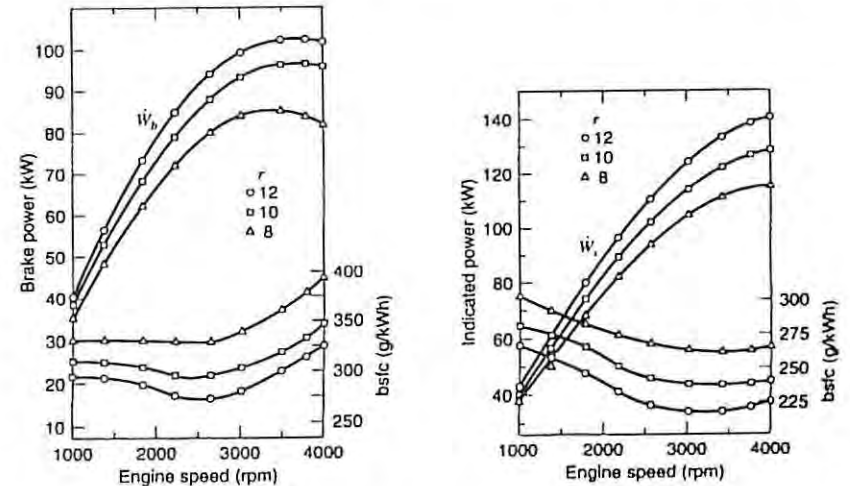 Brake power (kW)
100
90
80
70
60
50
40
30
20
10
Ẇb
r
12
10
8
400
350
300
250
bsfc (g/kWh)
1000 2000 3000 4000
Engine speed (rpm)
Indicated power (kW)
140
120
100
80
60
40
r
12
10
8
Ẇi
300
275
250
225
bsfc (g/kWh)
1000 2000 3000 4000
Engine speed (rpm)